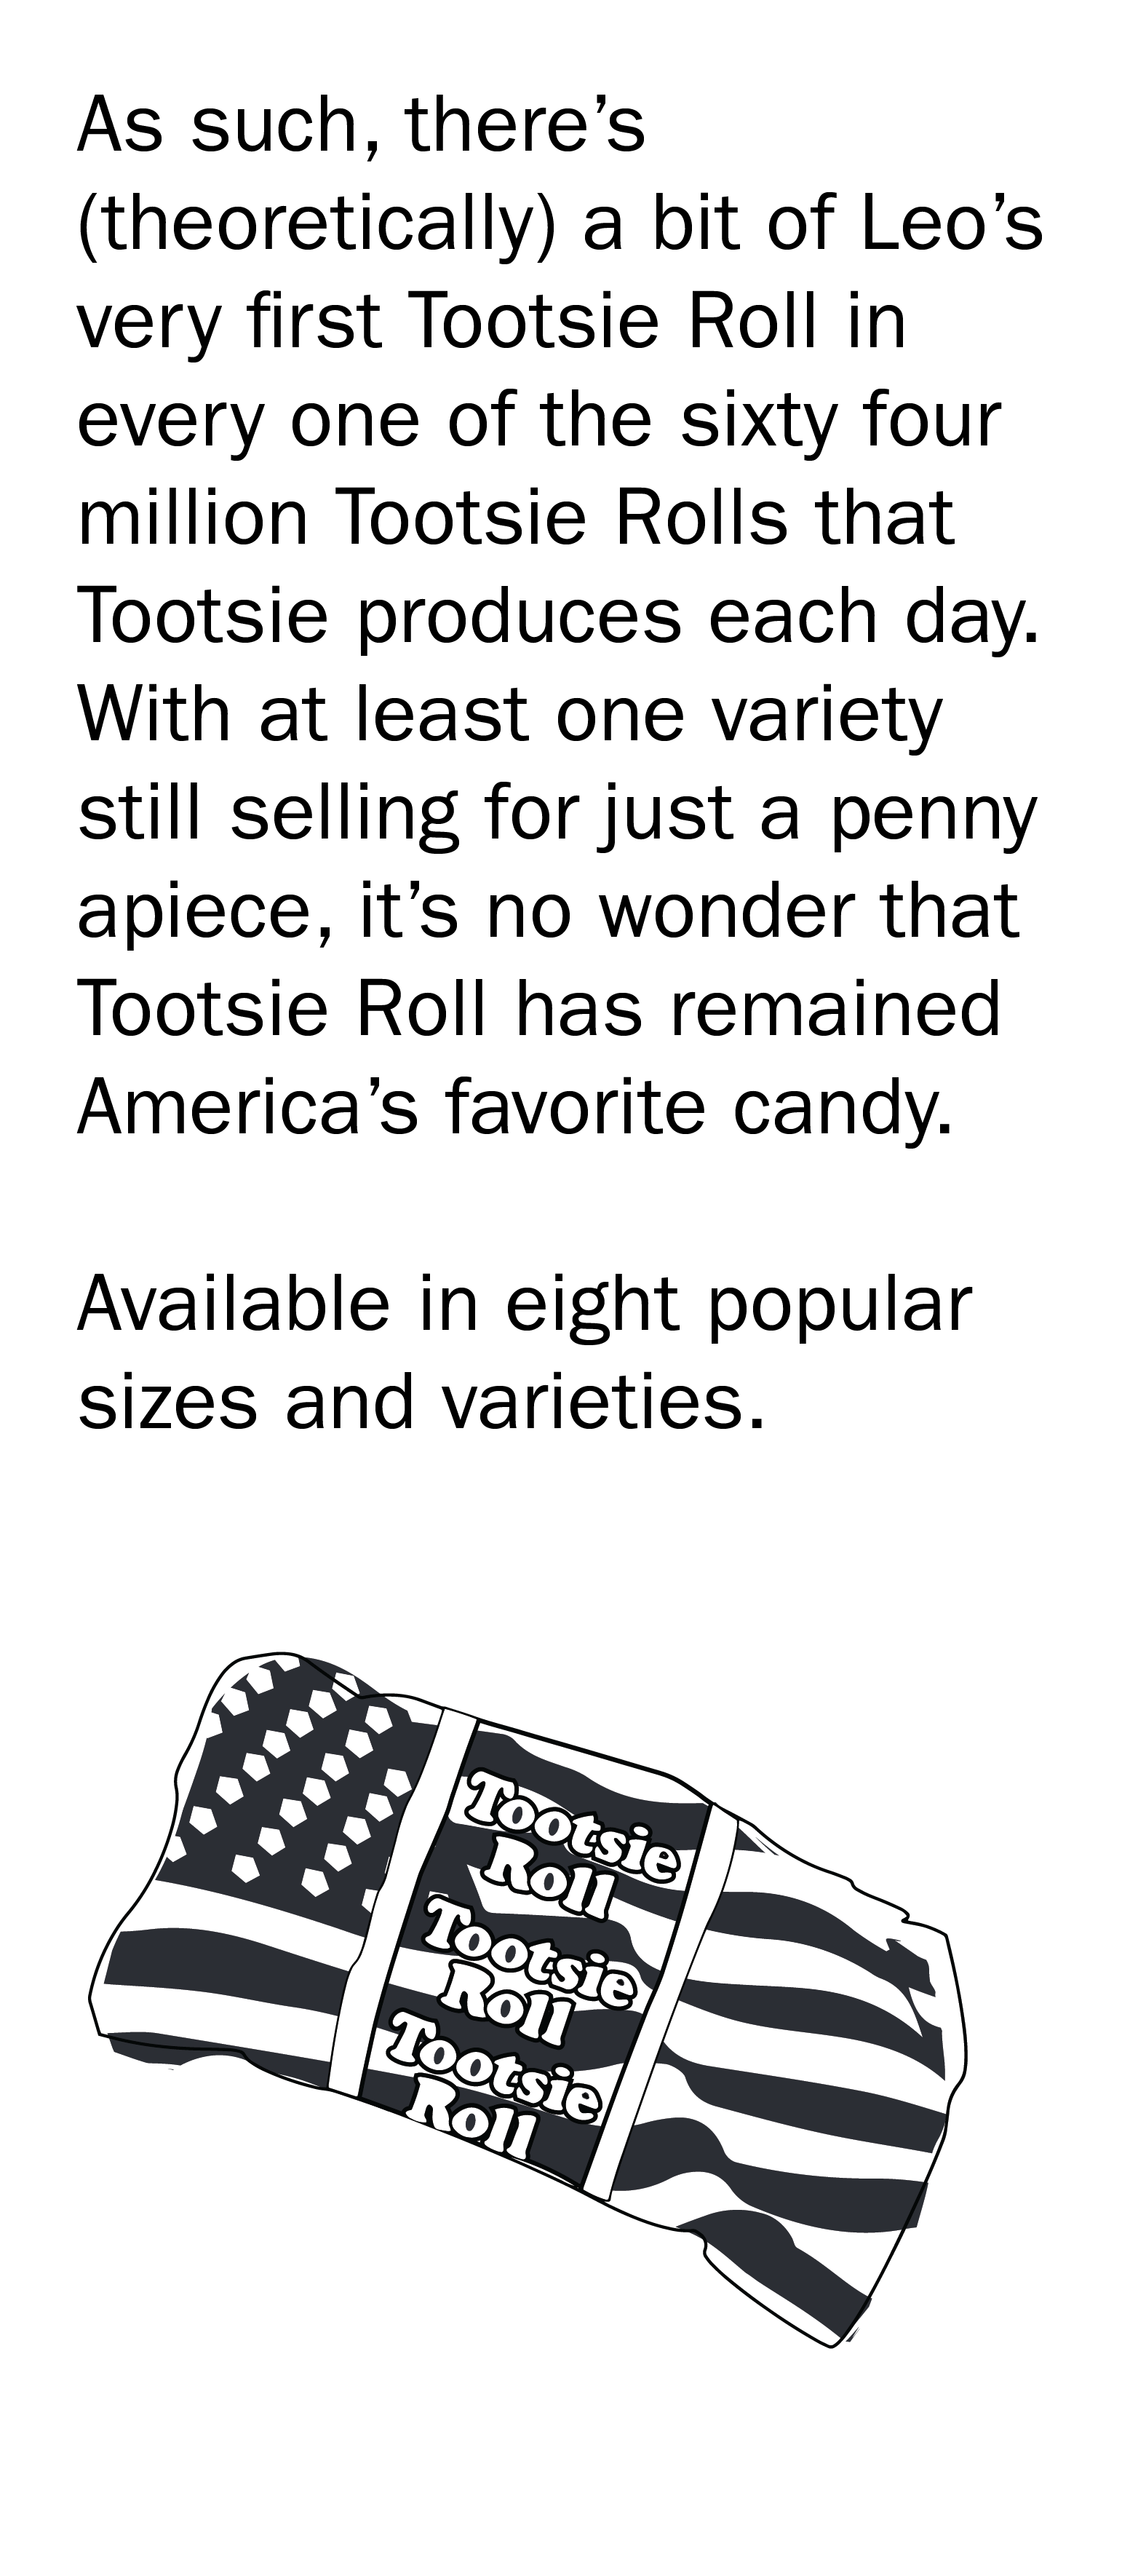 As such, there’s
(theoretically) a bit of Leo’s
very first Tootsie Roll in
every one of the sixty four
million Tootsie Rolls that
Tootsie produces each day.
With at least one variety
still selling for just a penny
apiece, it’s no wonder that
Tootsie Roll has remained
America’s favorite candy.
Available in eight popular
sizes and varieties.
Tootsie
Roll
Tootsie
Roll
Tootsie
Roll